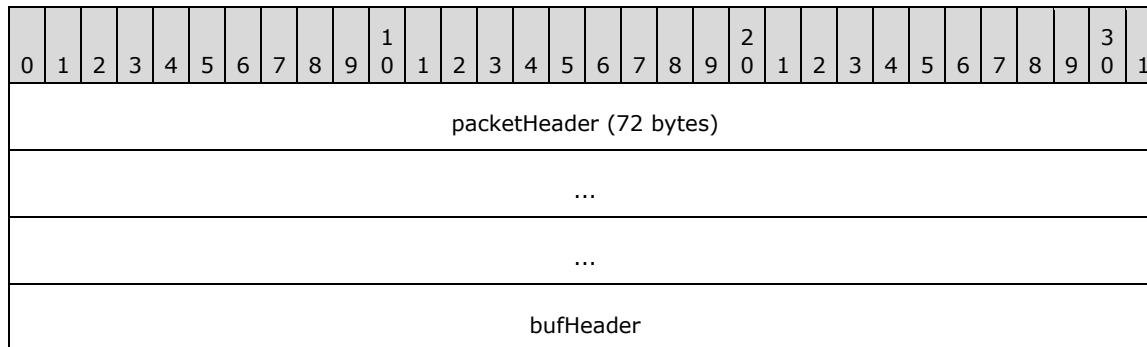 1 2 3
0 1 2 3 4 5 6 7 8 9 0 1 2 3 4 5 6 7 8 9 0 1 2 3 4 5 6 7 8 9 0 1
packetHeader (72 bytes)
...
...
bufHeader